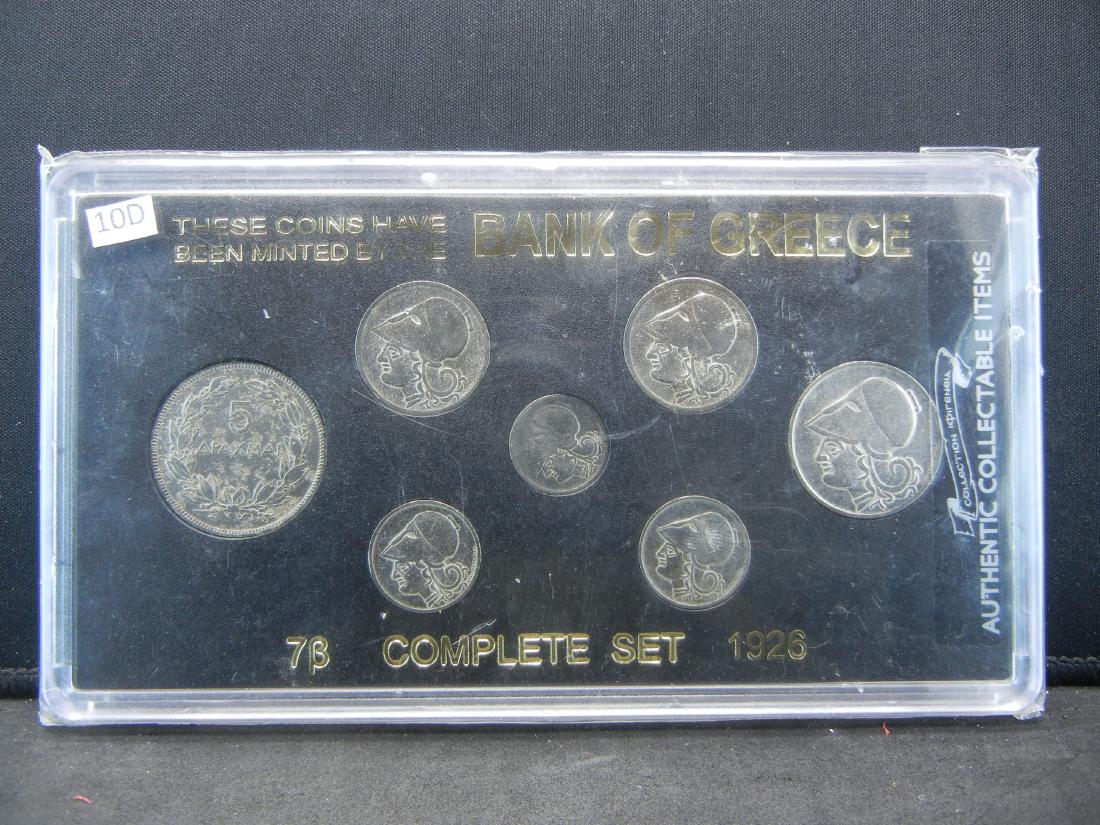 10D
THESE COINS HAVE
BEEN MINTED BY THE
BANK OF GREECE
5
ΔΡΑΧΜΑΙ
7β COMPLETE SET 1926
AUTHENTIC COLLECTABLE ITEMS
COLLECTION